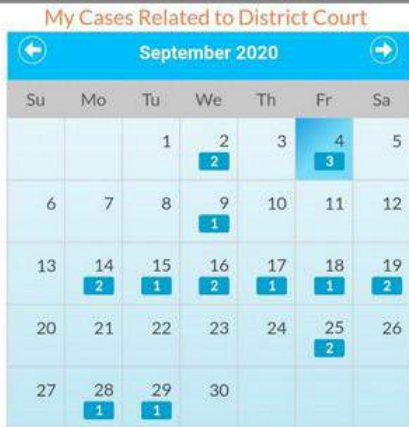 My Cases Related to District Court
September 2020
Su Mo Tu We Th Fr Sa
1 2 3 4 5
2 3
6 7 8 9 10 11 12
1
13 14 15 16 17 18 19
2 1 2 1 1 2
20 21 22 23 24 25 26
2
27 28 29 30
1 1